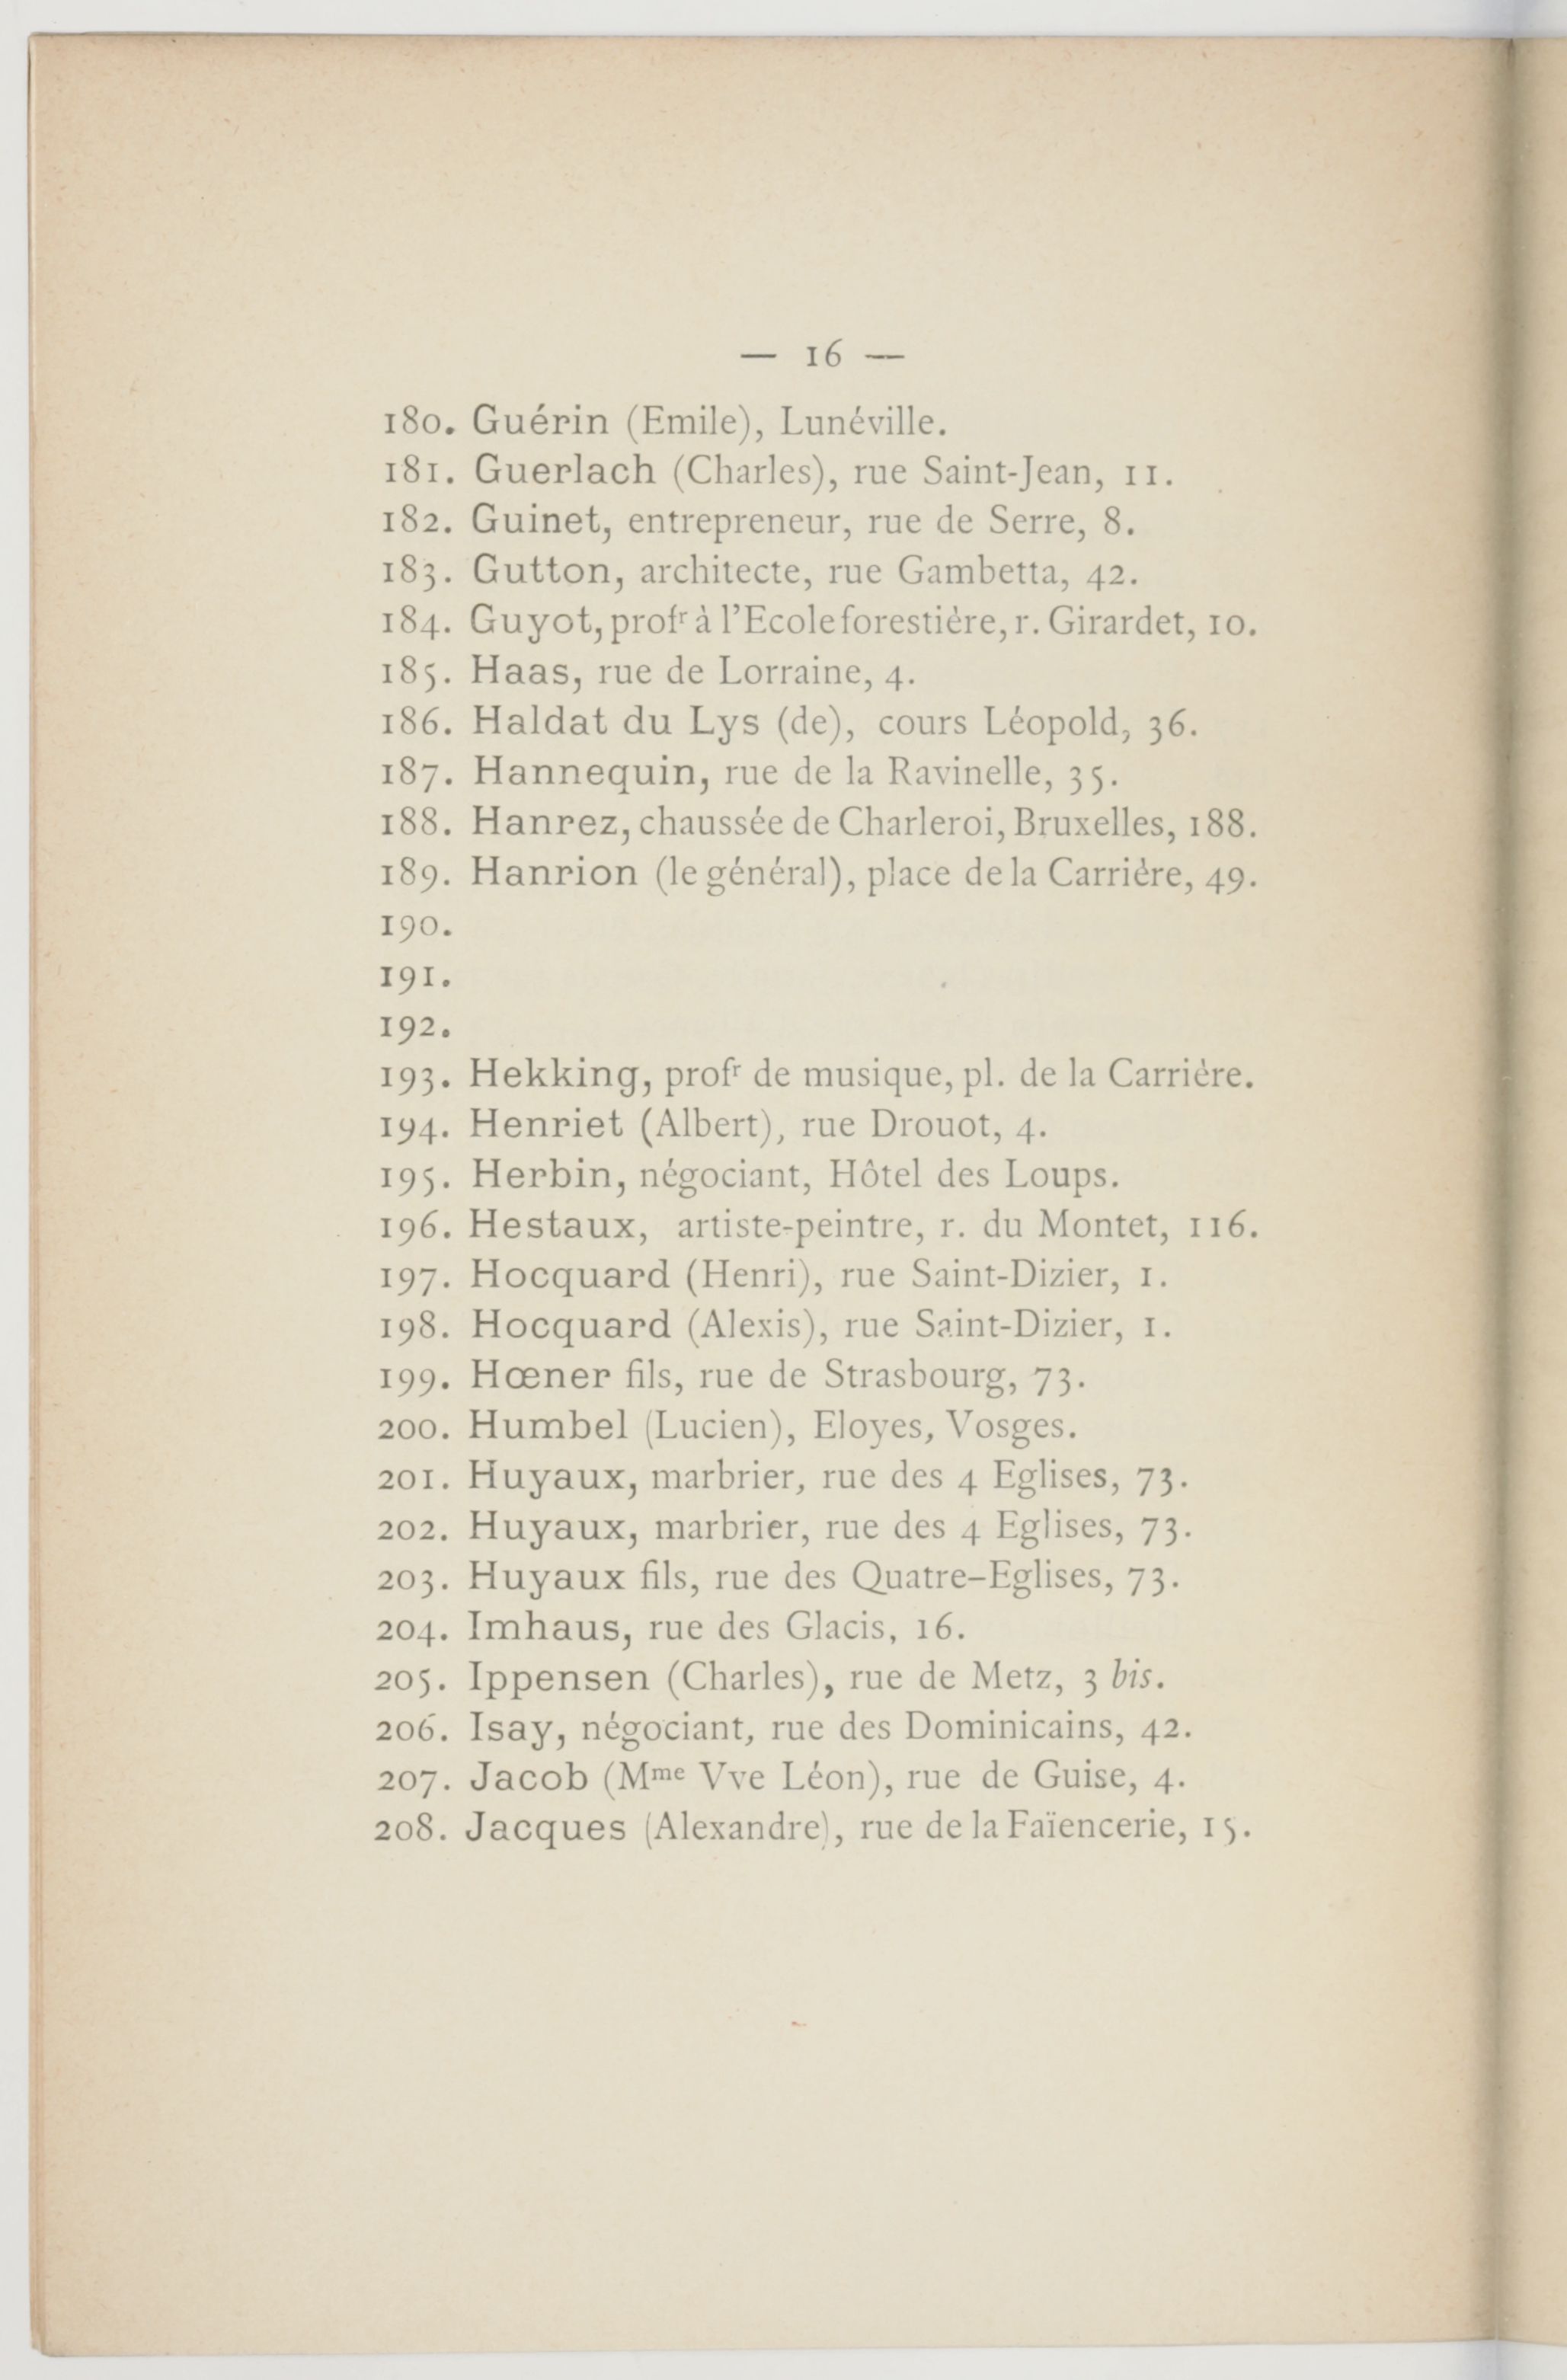 — 16 —
180. Guérin (Emile), Lunéville.
181. Guerlach (Charles), rue Saint-Jean, 11.
182. Guinet, entrepreneur, rue de Serre, 8.
183. Gutton, architecte, rue Gambetta, 42.
184. Guyot, profr à l'Ecole forestière, r. Girardet, 10.
185. Haas, rue de Lorraine, 4.
186. Haldat du Lys (de), cours Léopold, 36.
187. Hannequin, rue de la Ravinelle, 35.
188. Hanrez, chaussée de Charleroi, Bruxelles, 188.
189. Hanrion (le général), place de la Carrière, 49.
190.
191.
192.
193. Hekking, profr de musique, pl. de la Carrière.
194. Henriet (Albert), rue Drouot, 4.
195. Herbin, négociant, Hôtel des Loups.
196. Hestaux, artiste-peintre, r. du Montet, 116.
197. Hocquard (Henri), rue Saint-Dizier, 1.
198. Hocquard (Alexis), rue Saint-Dizier, 1.
199. Hœner fils, rue de Strasbourg, 73.
200. Humbel (Lucien), Eloyes, Vosges.
201. Huyaux, marbrier, rue des 4 Eglises, 73.
202. Huyaux, marbrier, rue des 4 Eglises, 73.
203. Huyaux fils, rue des Quatre-Eglises, 73.
204. Imhaus, rue des Glacis, 16.
205. Ippensen (Charles), rue de Metz, 3 bis.
206. Isay, négociant, rue des Dominicains, 42.
207. Jacob (Mme Vve Léon), rue de Guise, 4.
208. Jacques (Alexandre), rue de la Faïencerie, 15.